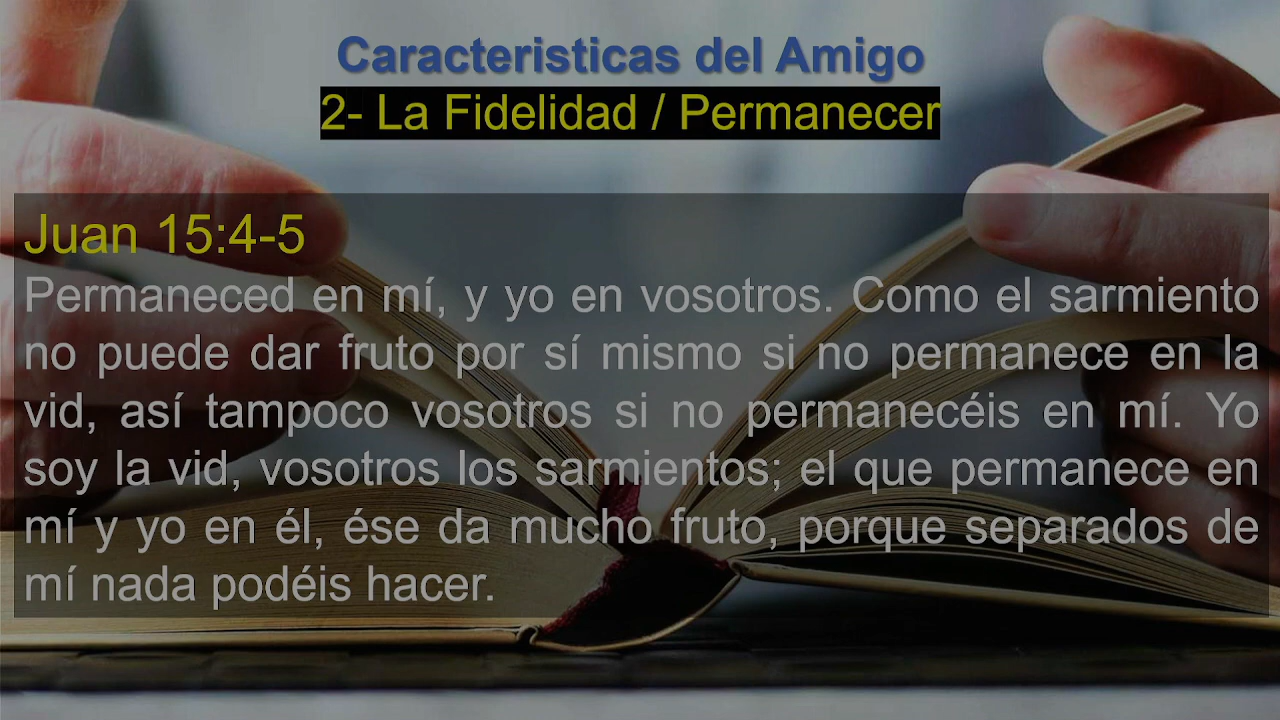 Caracteristicas del Amigo
2- La Fidelidad / Permanecer
Juan 15:4-5
Permaneced en mí, y yo en vosotros. Como el sarmiento
no puede dar fruto por sí mismo si no permanece en la
vid, así tampoco vosotros si no permanecéis en mí. Yo
soy la vid, vosotros los sarmientos; el que permanece en
mí y yo en él, ése da mucho fruto, porque separados de
mí nada podéis hacer.